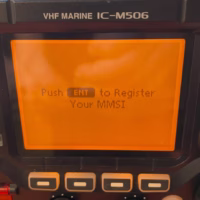 VHF MARINE IC-M506
Push ENT to Register
Your MMSI